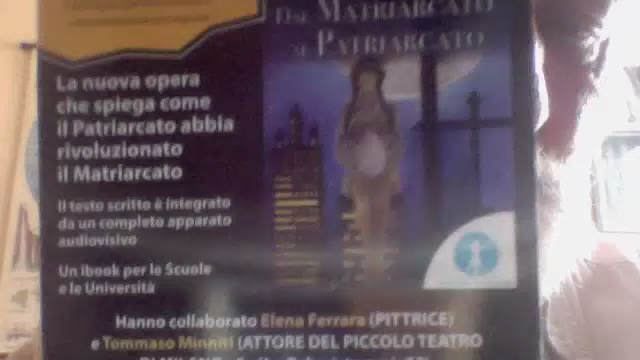 Dal MATRIARCATO
al PATRIARCATO
La nuova opera
che spiega come
il Patriarcato abbia
rivoluzionato
il Matriarcato
Il testo scritto è integrato
da un completo apparato
audiovisivo
Un ibook per le Scuole
e le Università
Hanno collaborato Elena Ferrara (PITTRICE)
e Tommaso Minniti (ATTORE DEL PICCOLO TEATRO